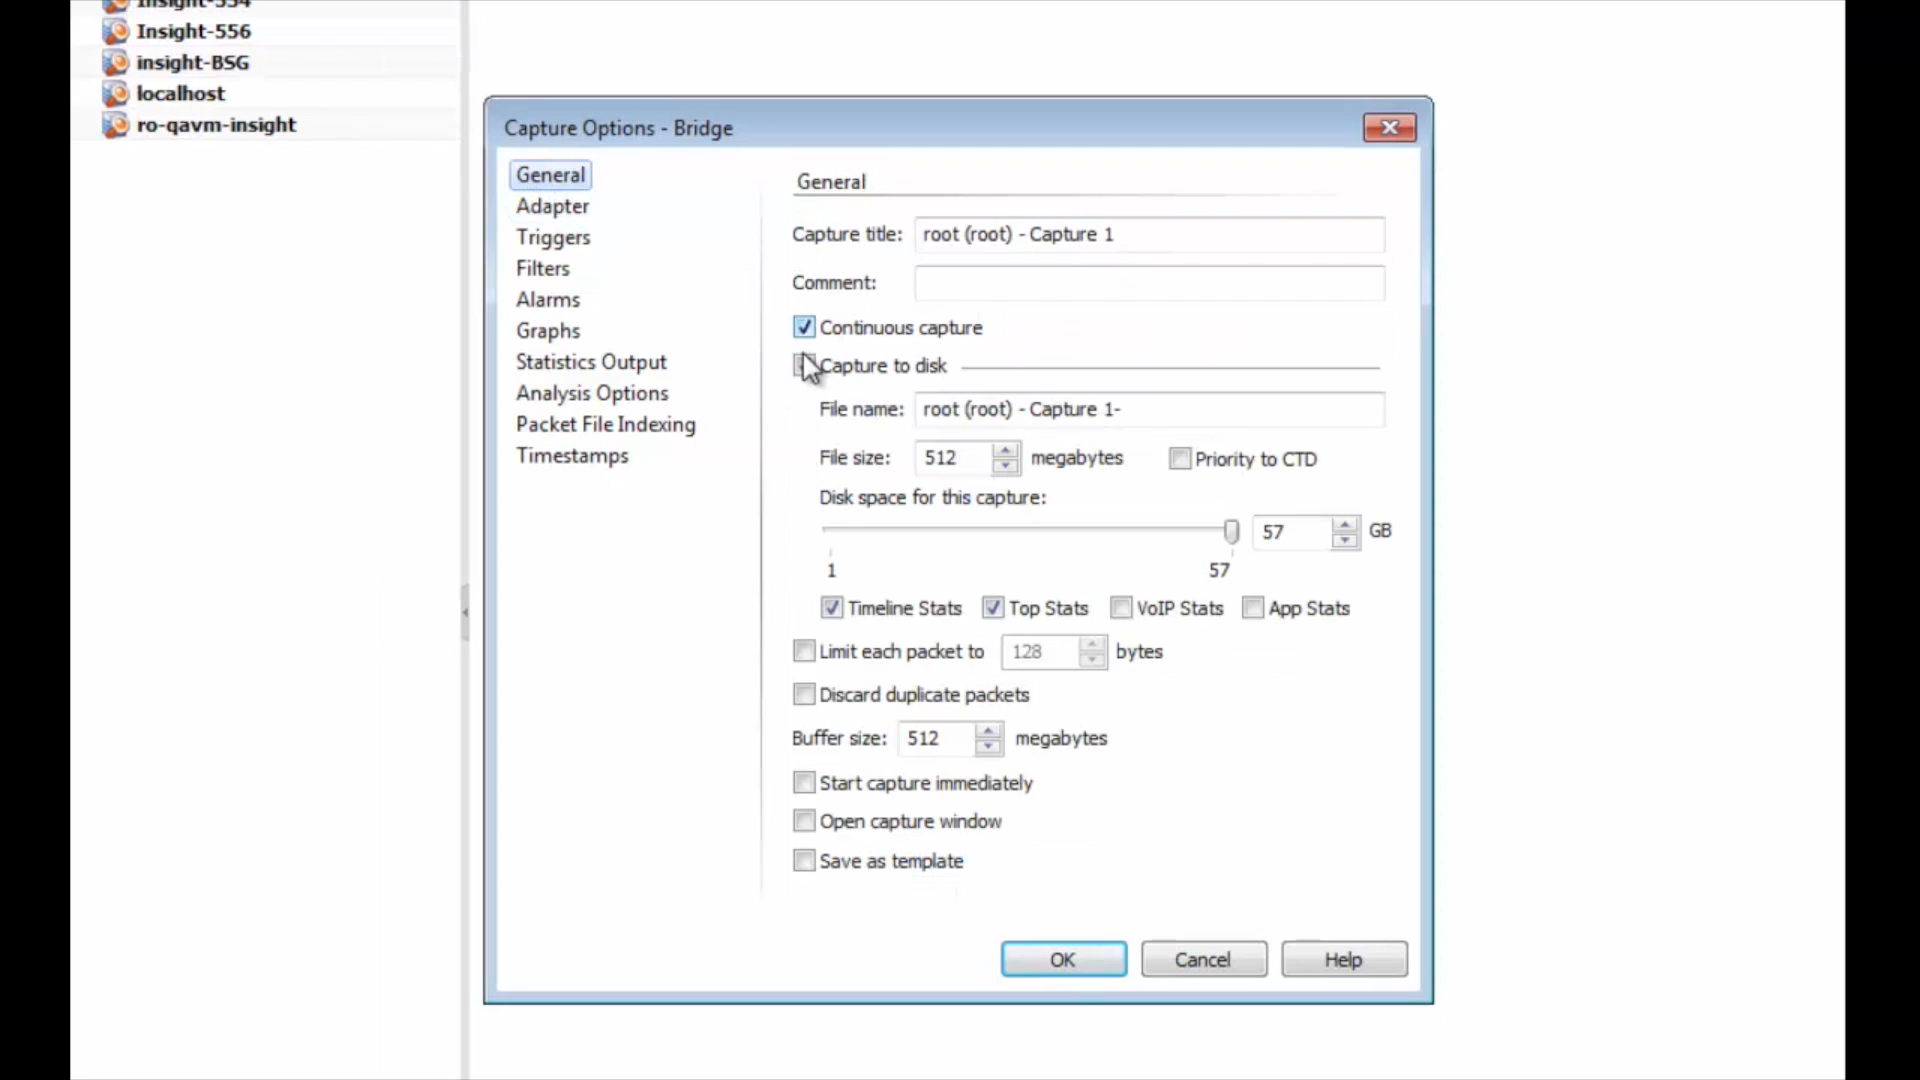 Insight-554
Insight-556
insight-BSG
localhost
ro-qavm-insight
Capture Options - Bridge
General
Adapter
Triggers
Filters
Alarms
Graphs
Statistics Output
Analysis Options
Packet File Indexing
Timestamps
General
Capture title: root (root) - Capture 1
Comment:
Continuous capture
Capture to disk
File name: root (root) - Capture 1-
File size: 512 megabytes Priority to CTD
Disk space for this capture:
57 GB
1 57
Timeline Stats Top Stats VoIP Stats App Stats
Limit each packet to 128 bytes
Discard duplicate packets
Buffer size: 512 megabytes
Start capture immediately
Open capture window
Save as template
OK Cancel Help